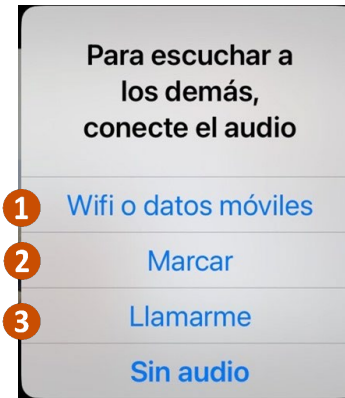 Para escuchar a
los demás,
conecte el audio
1 Wifi o datos móviles
2 Marcar
3 Llamarme
Sin audio